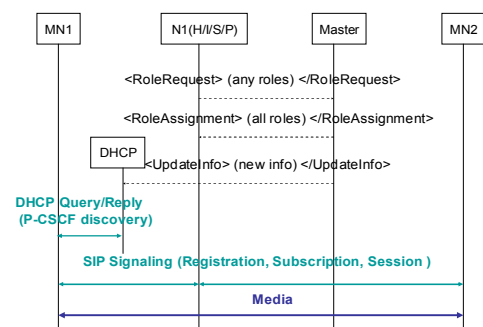 MN1 N1(H/I/S/P) Master MN2
<RoleRequest> (any roles) </RoleRequest>
<RoleAssignment> (all roles) </RoleAssignment>
DHCP
<UpdateInfo> (new info) </UpdateInfo>
DHCP Query/Reply
(P-CSCF discovery)
SIP Signaling (Registration, Subscription, Session )
Media